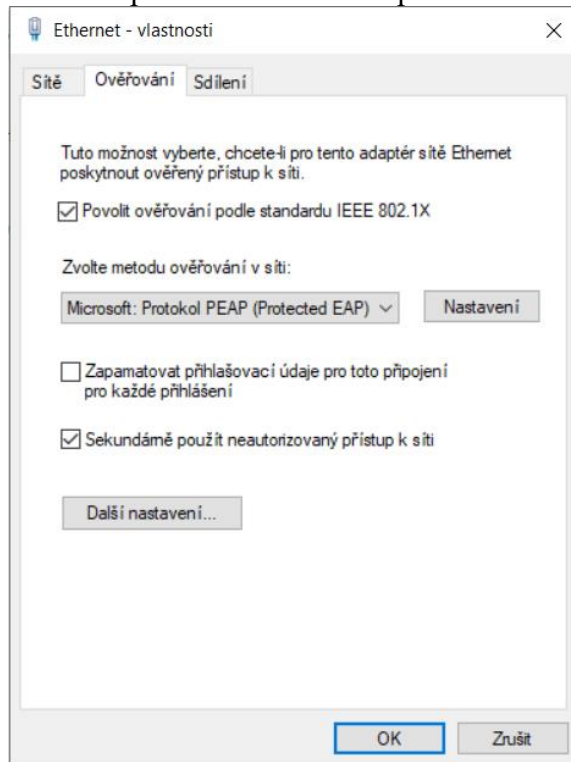 Ethernet - vlastnosti
Sítě Ověřování Sdílení
Tuto možnost vyberte, chcete-li pro tento adaptér sítě Ethernet
poskytnout ověřený přístup k síti.
Povolit ověřování podle standardu IEEE 802.1X
Zvolte metodu ověřování v síti:
Microsoft: Protokol PEAP (Protected EAP) Nastavení
Zapamatovat přihlašovací údaje pro toto připojení
pro každé přihlášení
Sekundárně použít neautorizovaný přístup k síti
Další nastavení...
OK Zrušit